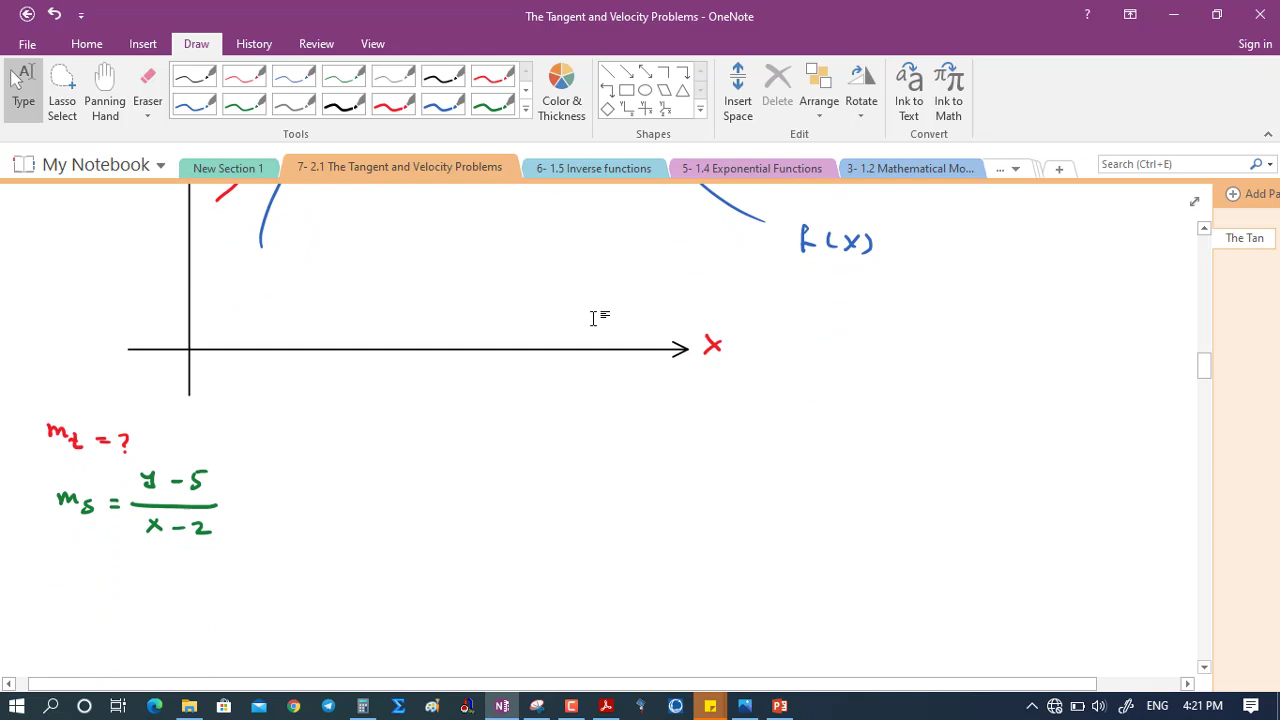 The Tangent and Velocity Problems - OneNote
? Sign in
File Home Insert Draw History Review View
Type
Lasso Select
Panning Hand
Eraser
Color & Thickness
Insert Space
Delete
Arrange
Rotate
Ink to Text
Ink to Math
Tools
Shapes
Edit
Convert
My Notebook
New Section 1
7- 2.1 The Tangent and Velocity Problems
6- 1.5 Inverse functions
5- 1.4 Exponential Functions
3- 1.2 Mathematical Mo...
Search (Ctrl+E)
Add Pa
The Tan
f(x)
x
m_t = ?
m_s = (y - 5)/(x - 2)
4:21 PM